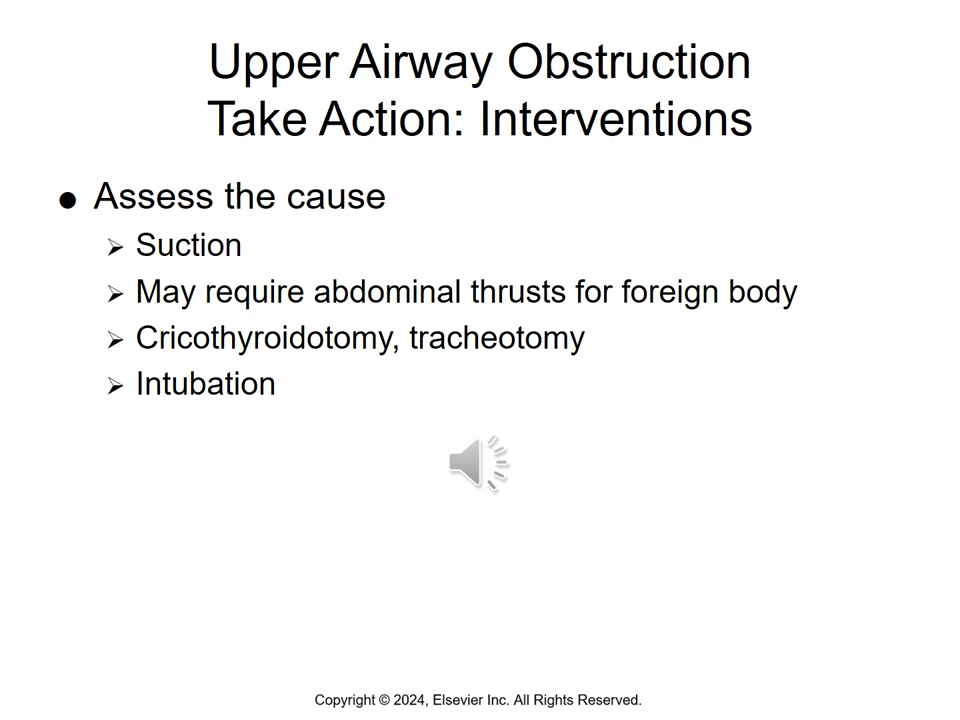 Upper Airway Obstruction
Take Action: Interventions
● Assess the cause
➢ Suction
➢ May require abdominal thrusts for foreign body
➢ Cricothyroidotomy, tracheotomy
➢ Intubation
Copyright © 2024, Elsevier Inc. All Rights Reserved.